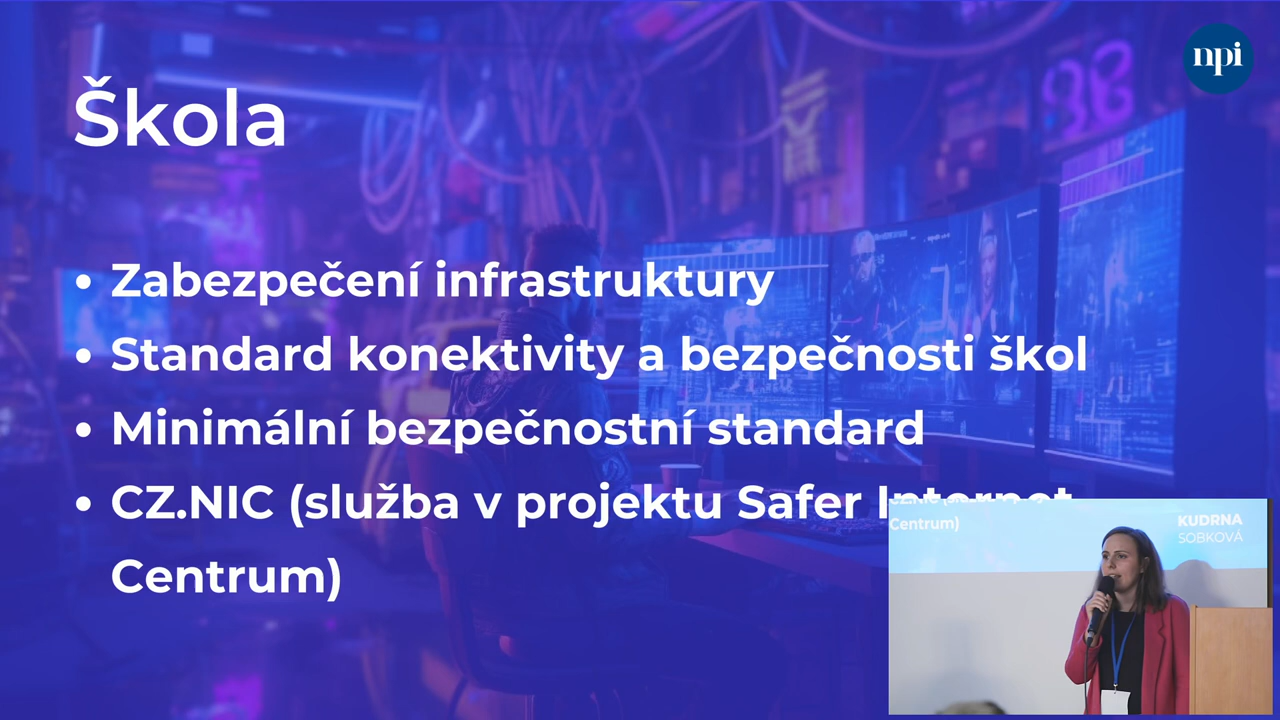 npi
Škola
• Zabezpečení infrastruktury
• Standard konektivity a bezpečnosti škol
• Minimální bezpečnostní standard
• CZ.NIC (služba v projektu Safer Internet
Centrum)
Centrum)
KUDRNA
SOBKOVÁ